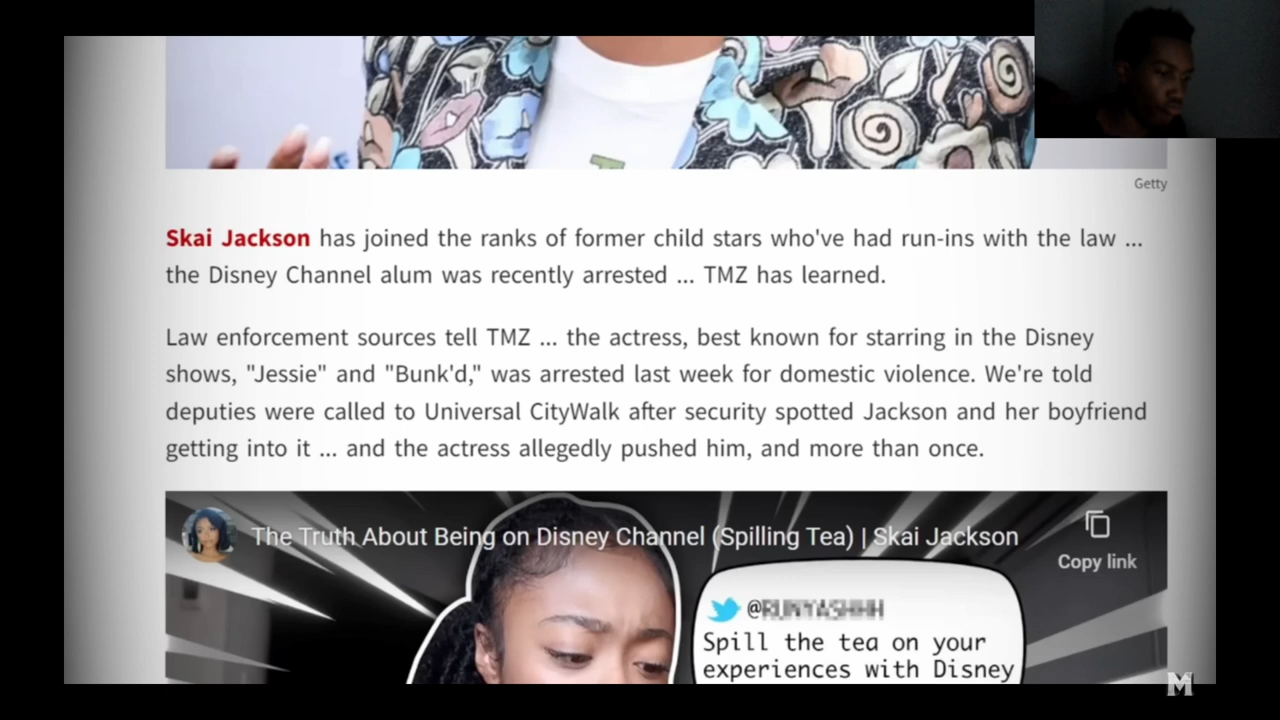 Getty
Skai Jackson has joined the ranks of former child stars who've had run-ins with the law ...
the Disney Channel alum was recently arrested ... TMZ has learned.
Law enforcement sources tell TMZ ... the actress, best known for starring in the Disney
shows, "Jessie" and "Bunk'd," was arrested last week for domestic violence. We're told
deputies were called to Universal CityWalk after security spotted Jackson and her boyfriend
getting into it ... and the actress allegedly pushed him, and more than once.
The Truth About Being on Disney Channel (Spilling Tea) | Skai Jackson
Copy link
@
Spill the tea on your
experiences with Disney
M